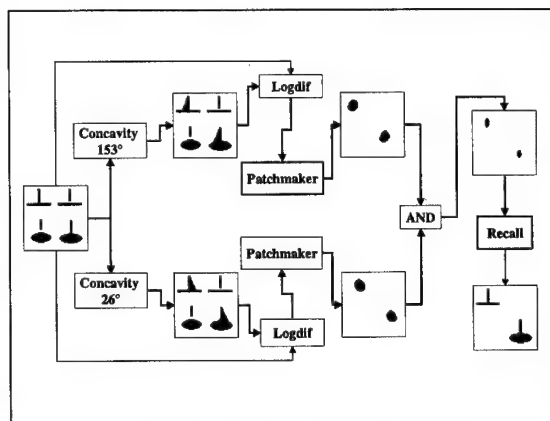 Logdif
Concavity
153°
Patchmaker
AND
Patchmaker
Recall
Concavity
26°
Logdif